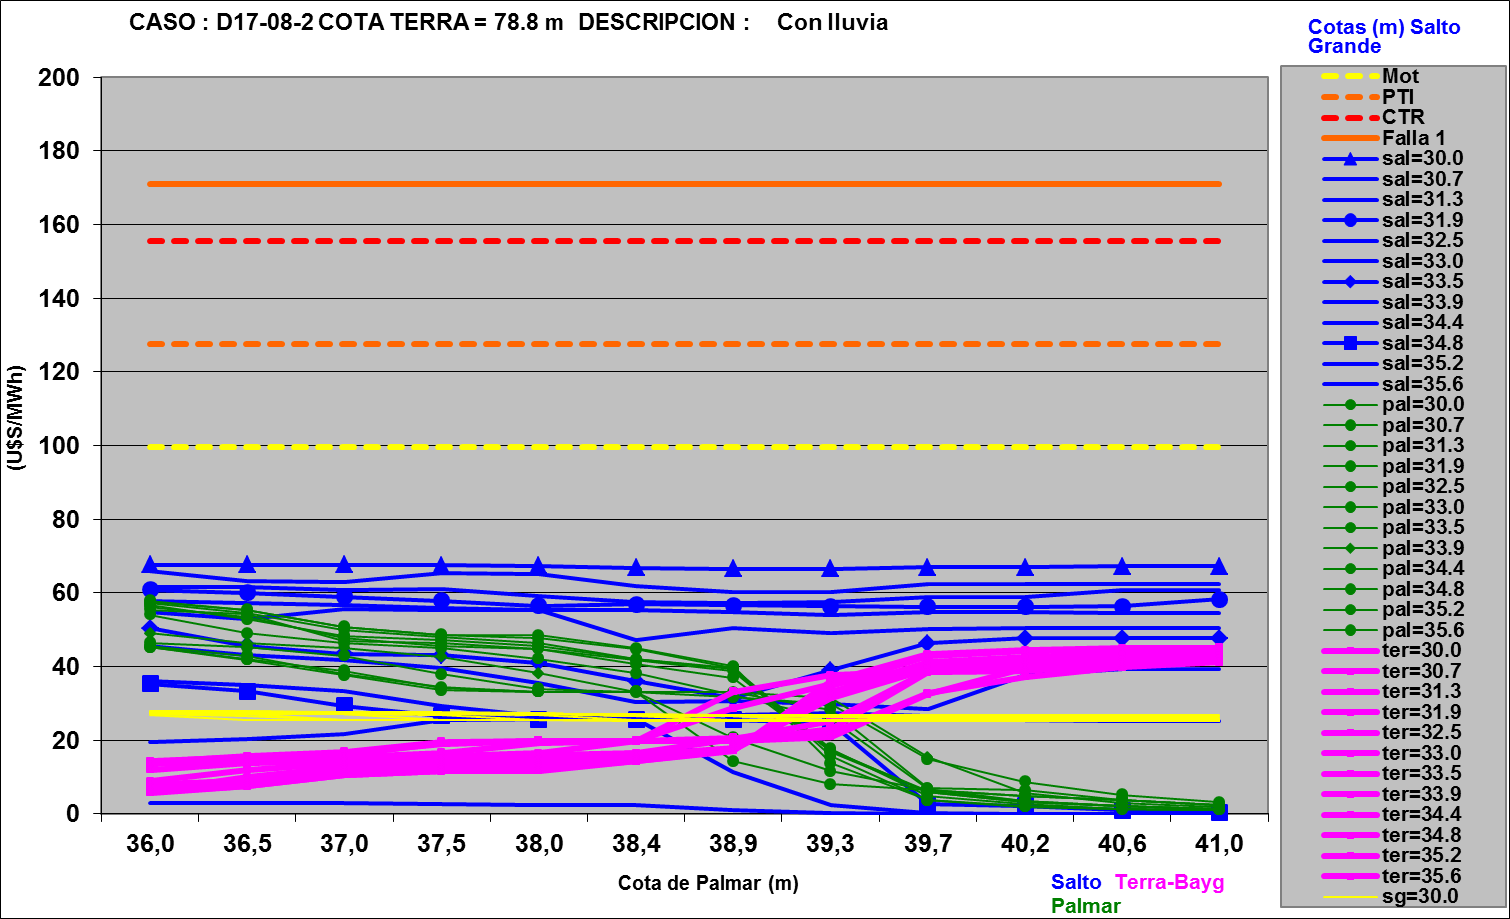 CASO : D17-08-2 COTA TERRA = 78.8 m DESCRIPCION : Con lluvia
Cotas (m) Salto
Grande
200
180
160
140
120
100
80
60
40
20
0
(U$S/MWh)
36,0 36,5 37,0 37,5 38,0 38,4 38,9 39,3 39,7 40,2 40,6 41,0
Cota de Palmar (m)
Salto Terra-Bayg
Palmar
Mot
PTI
CTR
Falla 1
sal=30.0
sal=30.7
sal=31.3
sal=31.9
sal=32.5
sal=33.0
sal=33.5
sal=33.9
sal=34.4
sal=34.8
sal=35.2
sal=35.6
pal=30.0
pal=30.7
pal=31.3
pal=31.9
pal=32.5
pal=33.0
pal=33.5
pal=33.9
pal=34.4
pal=34.8
pal=35.2
pal=35.6
ter=30.0
ter=30.7
ter=31.3
ter=31.9
ter=32.5
ter=33.0
ter=33.5
ter=33.9
ter=34.4
ter=34.8
ter=35.2
ter=35.6
sg=30.0